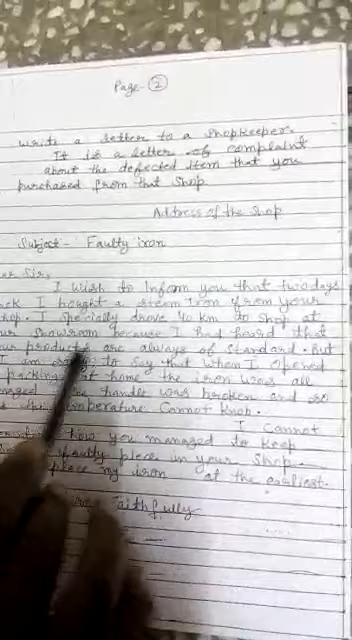 Page - 2
write a letter to a shopkeeper.
It is a letter of complaint
about the defected item that you
purchased from that shop
Address of the shop
Subject - Faulty iron
Sir,
I wish to inform you that two days
I bought a steam iron from your
I specially drove 40 km to shop at
showroom because I had heard that
products are always of standard. But
I am to say that when I opened
packing at home the iron was all
handle was broken and so
temperature cannot knob.
I cannot
how you managed to keep
faulty piece in your shop.
my iron at the earliest.
Faithfully